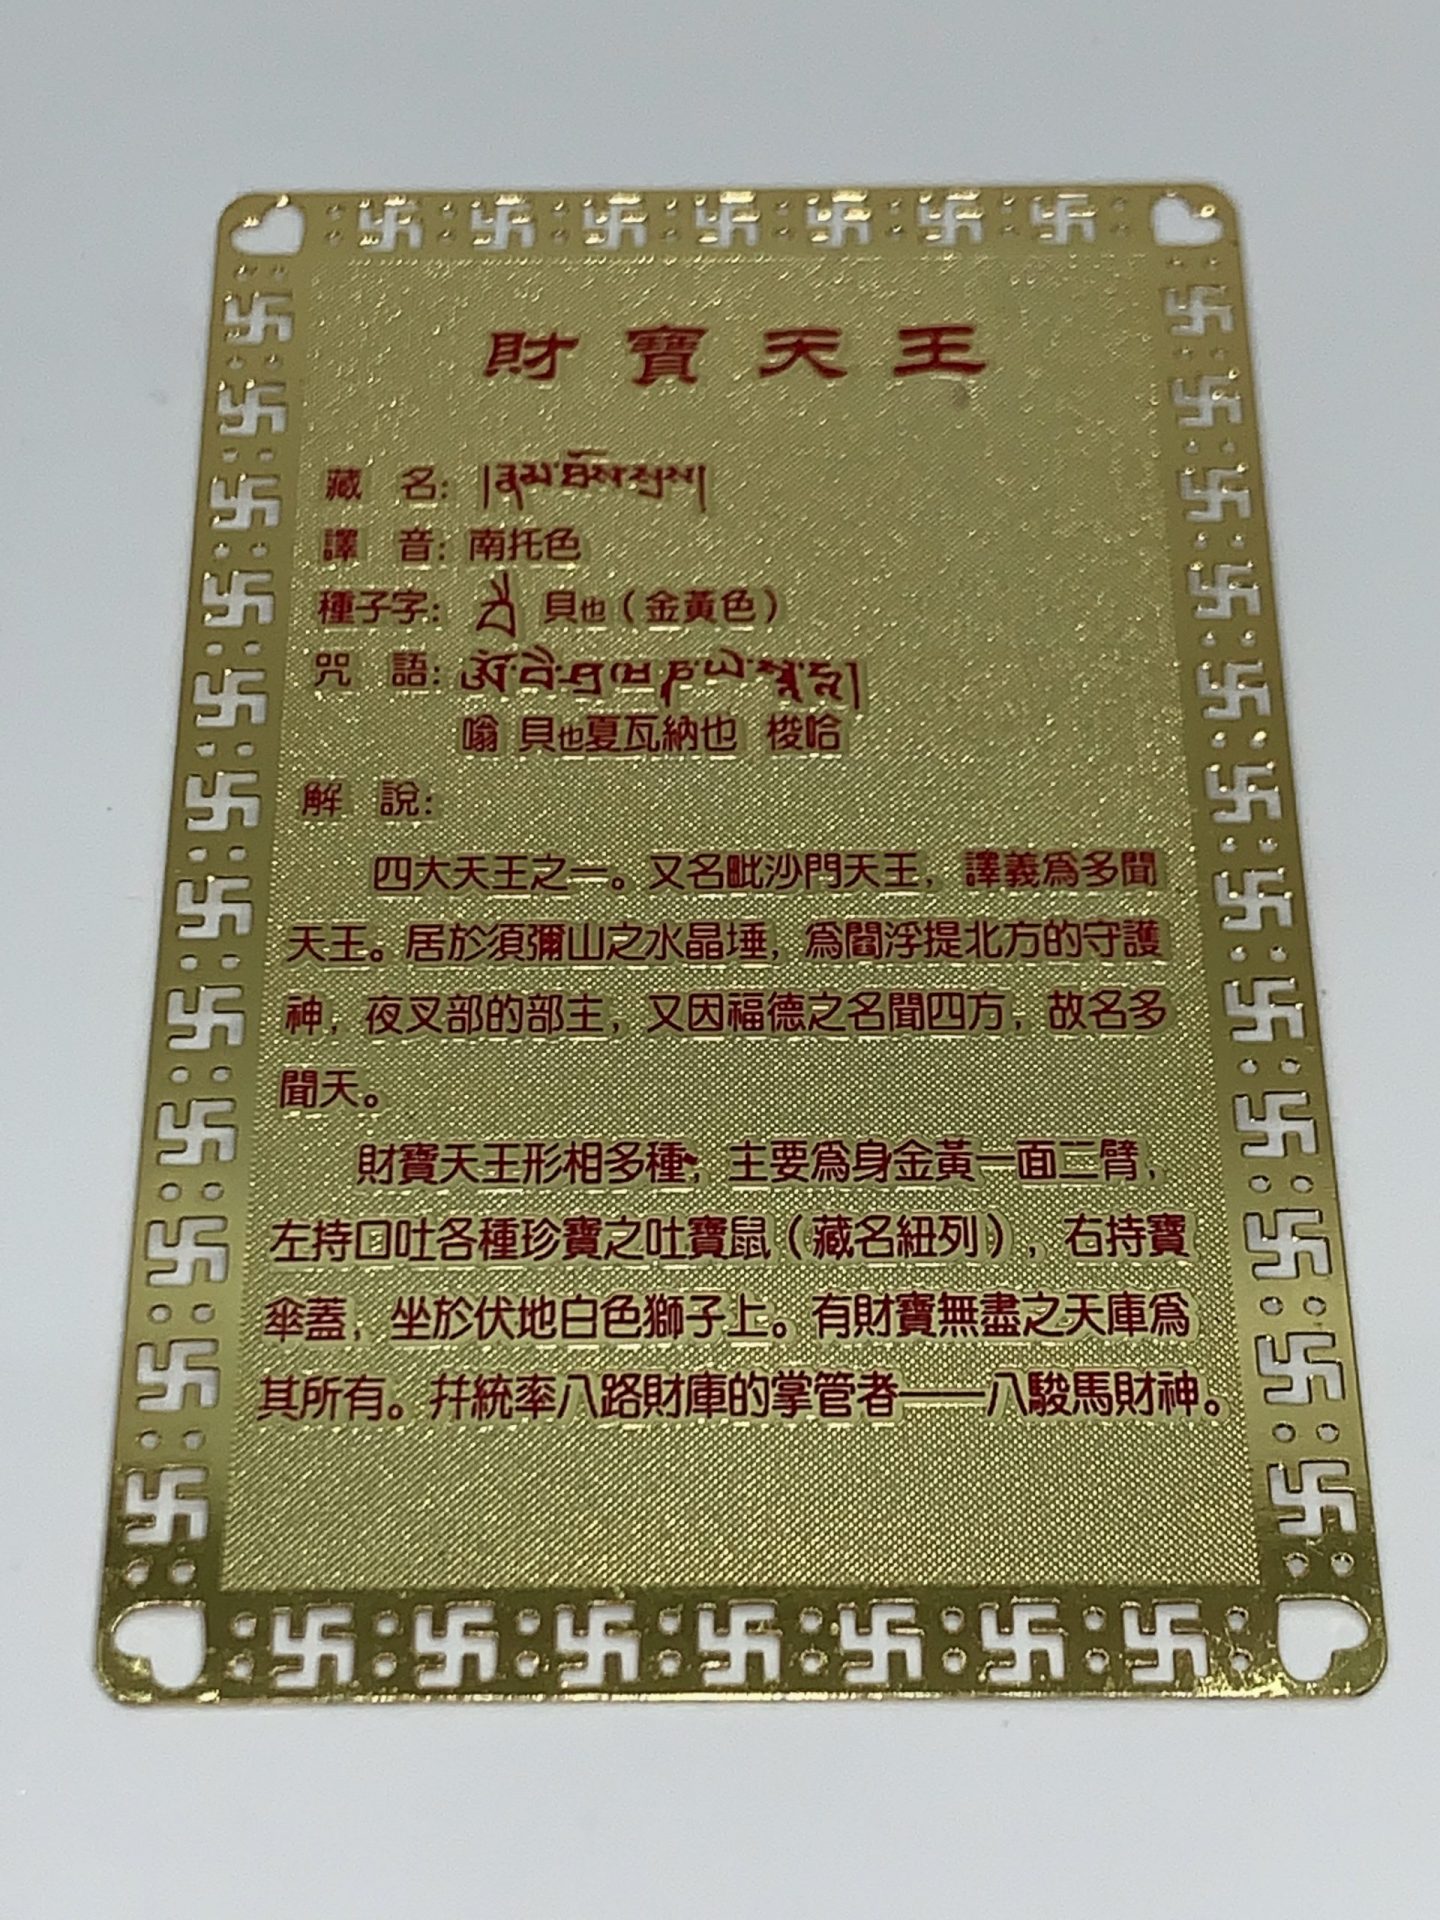 財寶天王
藏 名:
譯 音: 南托色
種子字: 貝也(金黃色)
咒 語:
嗡 貝也夏瓦納也 梭哈
解 說:
四大天王之一。又名毗沙門天王,譯義爲多聞
天王。居於須彌山之水晶埵,爲閻浮提北方的守護
神,夜叉部的部主,又因福德之名聞四方,故名多
聞天。
財寶天王形相多種,主要爲身金黃一面二臂,
左持口吐各種珍寶之吐寶鼠(藏名紐列),右持寶
傘蓋,坐於伏地白色獅子上。有財寶無盡之天庫爲
其所有。幷統率八路財庫的掌管者——八駿馬財神。